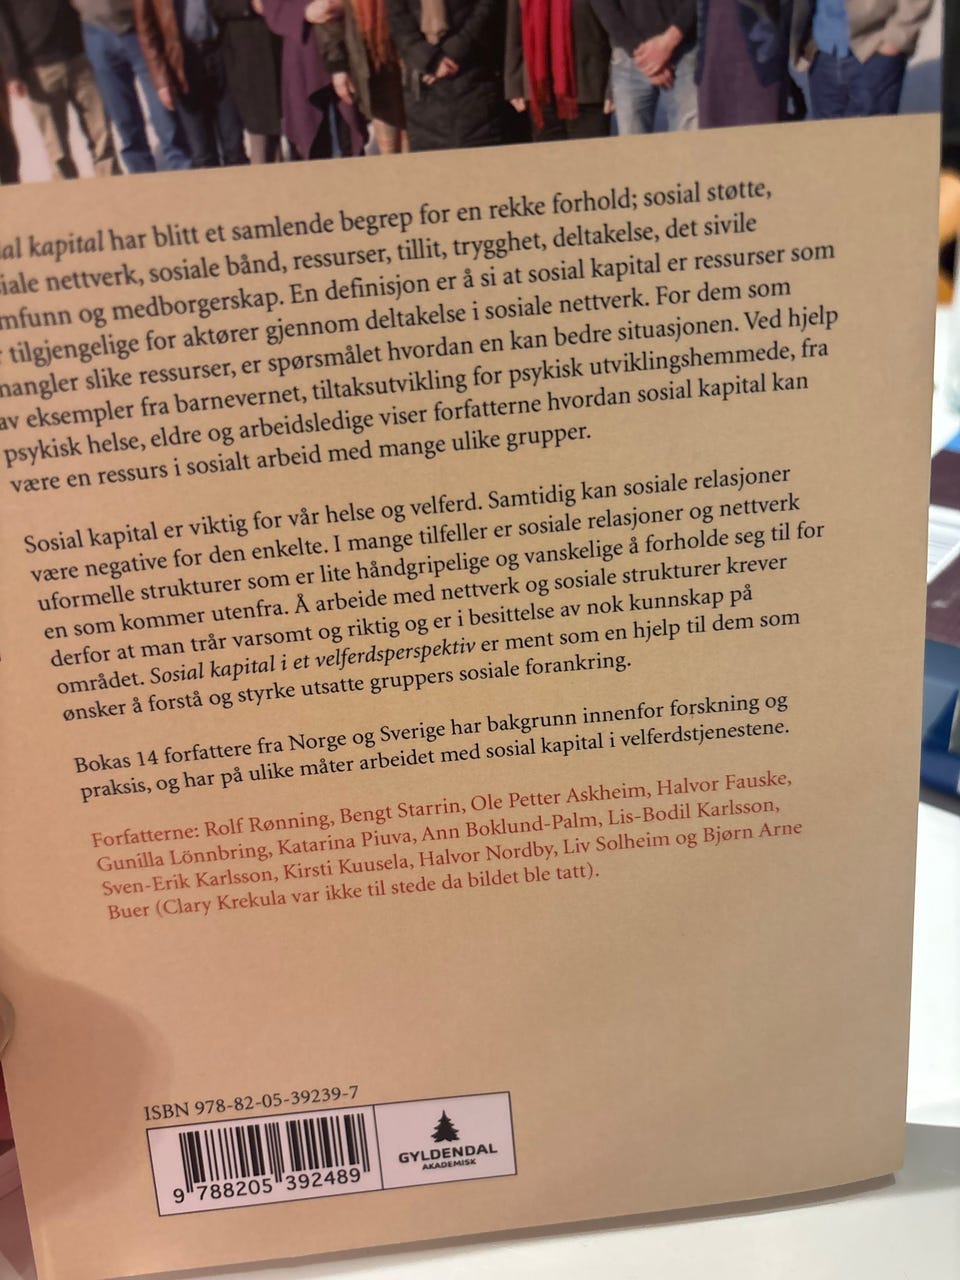 ial kapital har blitt et samlende begrep for en rekke forhold; sosial støtte,
iale nettverk, sosiale bånd, ressurser, tillit, trygghet, deltakelse, det sivile
mfunn og medborgerskap. En definisjon er å si at sosial kapital er ressurser som
r tilgjengelige for aktører gjennom deltakelse i sosiale nettverk. For dem som
mangler slike ressurser, er spørsmålet hvordan en kan bedre situasjonen. Ved hjelp
av eksempler fra barnevernet, tiltaksutvikling for psykisk utviklingshemmede, fra
psykisk helse, eldre og arbeidsledige viser forfatterne hvordan sosial kapital kan
være en ressurs i sosialt arbeid med mange ulike grupper.
Sosial kapital er viktig for vår helse og velferd. Samtidig kan sosiale relasjoner
være negative for den enkelte. I mange tilfeller er sosiale relasjoner og nettverk
uformelle strukturer som er lite håndgripelige og vanskelige å forholde seg til for
en som kommer utenfra. Å arbeide med nettverk og sosiale strukturer krever
derfor at man trår varsomt og riktig og er i besittelse av nok kunnskap på
området. Sosial kapital i et velferdsperspektiv er ment som en hjelp til dem som
ønsker å forstå og styrke utsatte gruppers sosiale forankring.
Bokas 14 forfattere fra Norge og Sverige har bakgrunn innenfor forskning og
praksis, og har på ulike måter arbeidet med sosial kapital i velferdstjenestene.
Forfatterne: Rolf Rønning, Bengt Starrin, Ole Petter Askheim, Halvor Fauske,
Gunilla Lönnbring, Katarina Piuva, Ann Boklund-Palm, Lis-Bodil Karlsson,
Sven-Erik Karlsson, Kirsti Kuusela, Halvor Nordby, Liv Solheim og Bjørn Arne
Buer (Clary Krekula var ikke til stede da bildet ble tatt).
ISBN 978-82-05-39239-7
GYLDENDAL
AKADEMISK
9 788205 392489